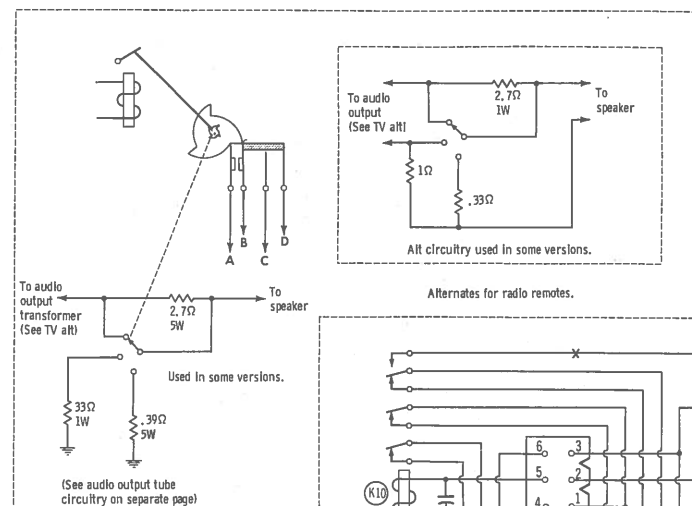 To audio
output
(See TV alt)
2.7Ω
1W
To
speaker
1Ω
.33Ω
Alt circuitry used in some versions.
Alternates for radio remotes.
A
B
C
D
To audio
output
transformer
(See TV alt)
2.7Ω
5W
To
speaker
Used in some versions.
33Ω
1W
.39Ω
5W
(See audio output tube
circuitry on separate page)
K10
6
3
5
2
4
1
X